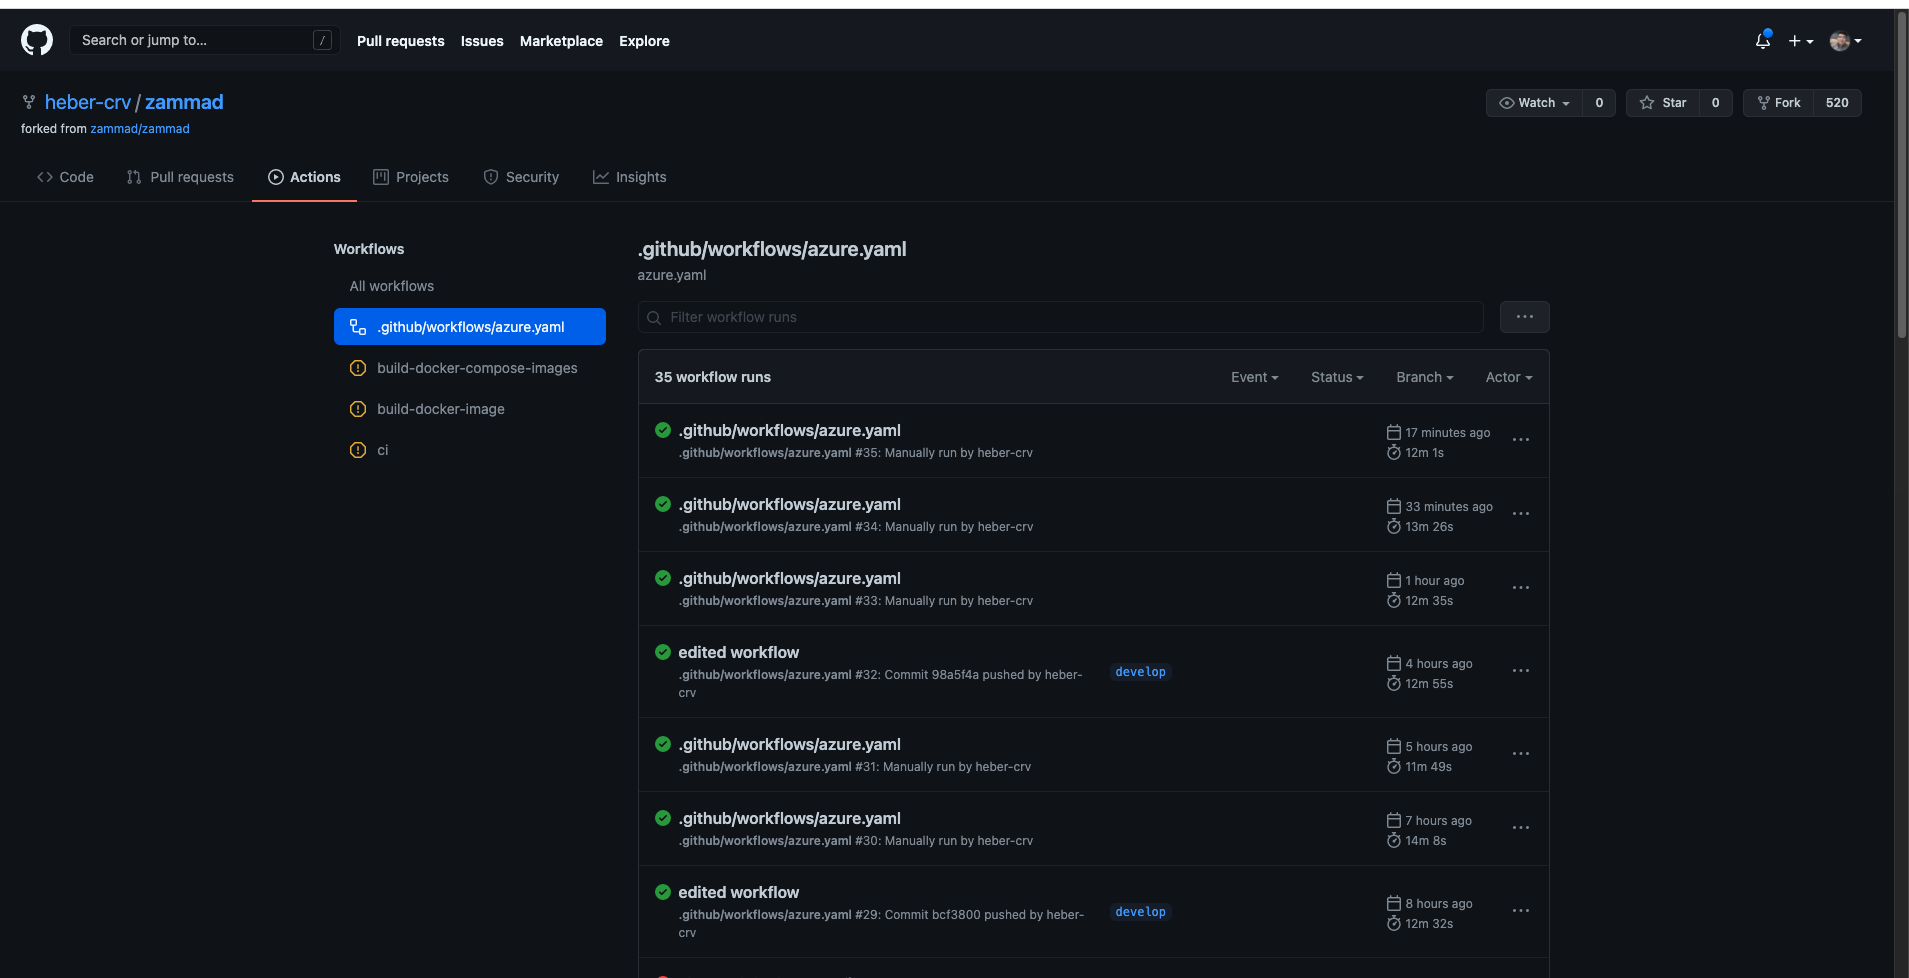 Search or jump to... /
Pull requests Issues Marketplace Explore
heber-crv / zammad
forked from zammad/zammad
Watch 0 Star 0 Fork 520
Code Pull requests Actions Projects Security Insights
Workflows
All workflows
.github/workflows/azure.yaml
build-docker-compose-images
build-docker-image
ci
.github/workflows/azure.yaml
azure.yaml
Filter workflow runs
35 workflow runs Event Status Branch Actor
.github/workflows/azure.yaml
.github/workflows/azure.yaml #35: Manually run by heber-crv
17 minutes ago
12m 1s
.github/workflows/azure.yaml
.github/workflows/azure.yaml #34: Manually run by heber-crv
33 minutes ago
13m 26s
.github/workflows/azure.yaml
.github/workflows/azure.yaml #33: Manually run by heber-crv
1 hour ago
12m 35s
edited workflow
.github/workflows/azure.yaml #32: Commit 98a5f4a pushed by heber-
crv
develop
4 hours ago
12m 55s
.github/workflows/azure.yaml
.github/workflows/azure.yaml #31: Manually run by heber-crv
5 hours ago
11m 49s
.github/workflows/azure.yaml
.github/workflows/azure.yaml #30: Manually run by heber-crv
7 hours ago
14m 8s
edited workflow
.github/workflows/azure.yaml #29: Commit bcf3800 pushed by heber-
crv
develop
8 hours ago
12m 32s